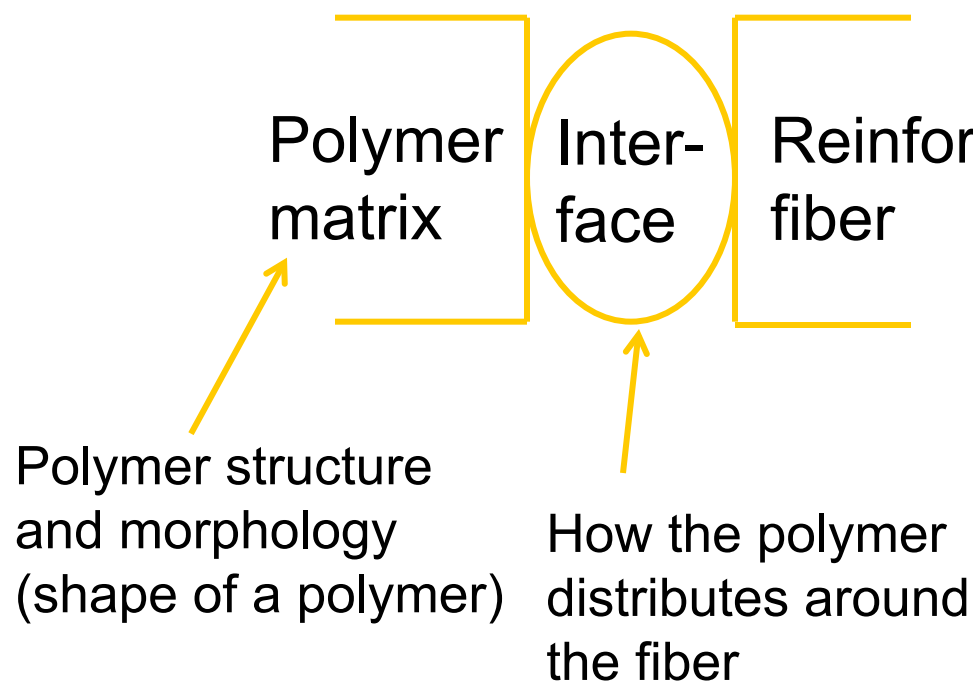 Polymer
matrix
Inter-
face
Reinfor
fiber
Polymer structure
and morphology
(shape of a polymer)
How the polymer
distributes around
the fiber